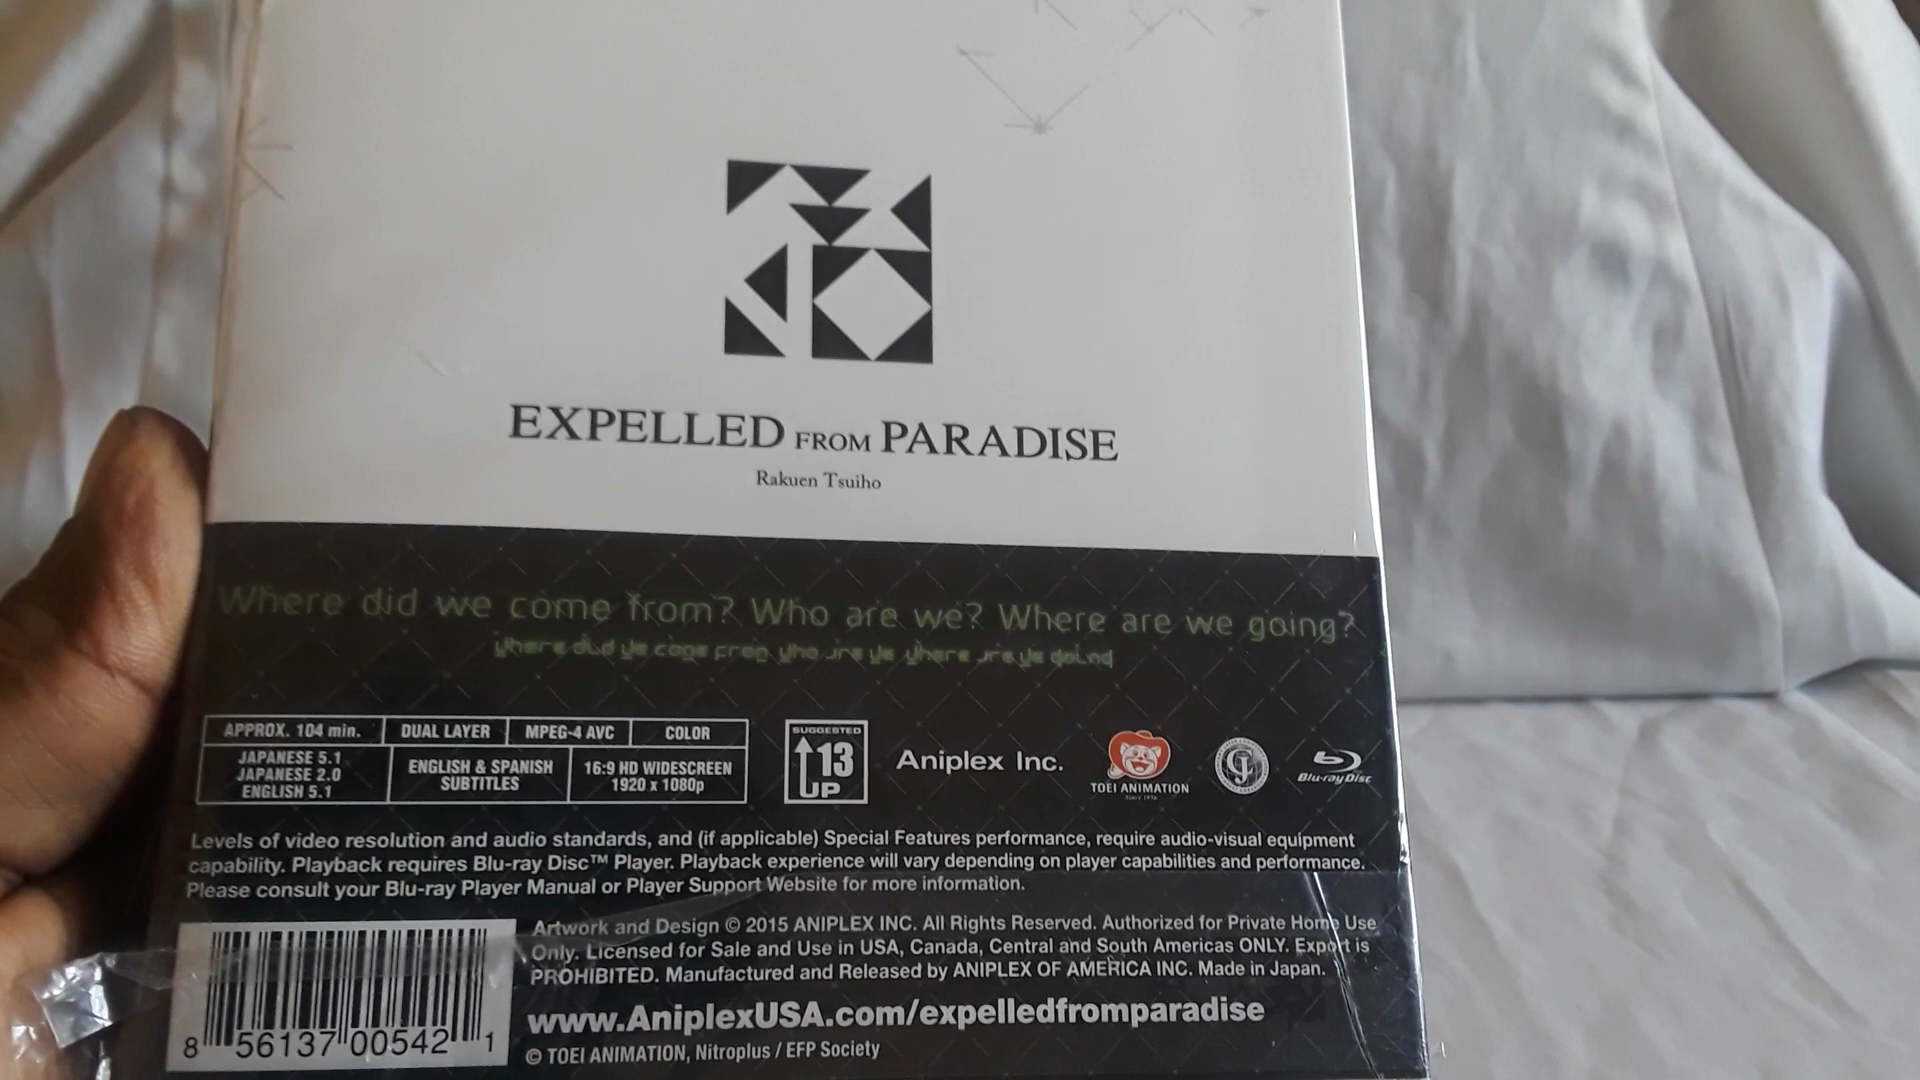 EXPELLED FROM PARADISE
Rakuen Tsuiho
Where did we come from? Who are we? Where are we going?
APPROX. 104 min.
DUAL LAYER
MPEG-4 AVC
COLOR
JAPANESE 5.1
JAPANESE 2.0
ENGLISH 5.1
ENGLISH & SPANISH
SUBTITLES
16:9 HD WIDESCREEN
1920 x 1080p
SUGGESTED
13
UP
Aniplex Inc.
TOEI ANIMATION
Since 1956
Blu-ray Disc
Levels of video resolution and audio standards, and (if applicable) Special Features performance, require audio-visual equipment
capability. Playback requires Blu-ray Disc™ Player. Playback experience will vary depending on player capabilities and performance.
Please consult your Blu-ray Player Manual or Player Support Website for more information.
Artwork and Design © 2015 ANIPLEX INC. All Rights Reserved. Authorized for Private Home Use
Only. Licensed for Sale and Use in USA, Canada, Central and South Americas ONLY. Export is
PROHIBITED. Manufactured and Released by ANIPLEX OF AMERICA INC. Made in Japan.
www.AniplexUSA.com/expelledfromparadise
© TOEI ANIMATION, Nitroplus / EFP Society
8 56137 00542 1